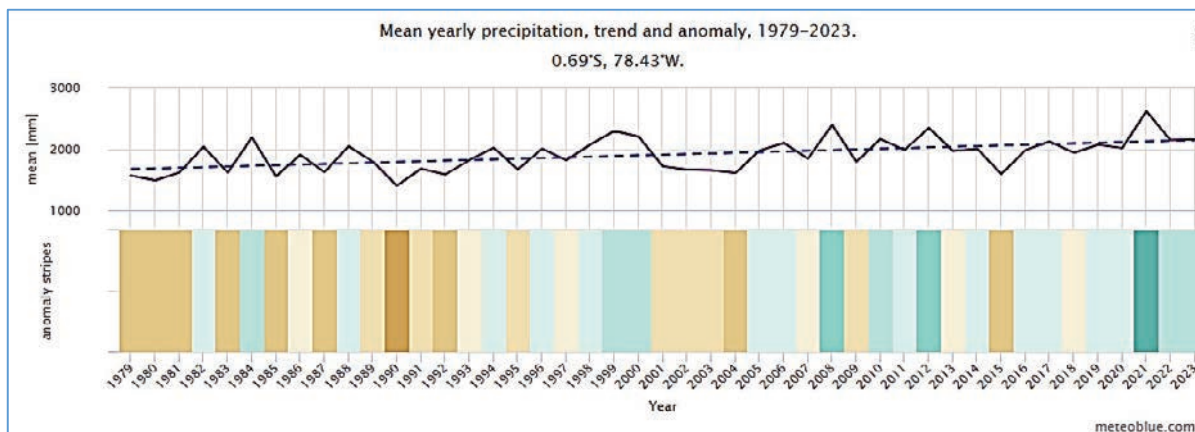 Mean yearly precipitation, trend and anomaly, 1979-2023.
0.69°S, 78.43°W.
3000
2000
1000
mean [mm]
anomaly stripes
1979 1980 1981 1982 1983 1984 1985 1986 1987 1988 1989 1990 1991 1992 1993 1994 1995 1996 1997 1998 1999 2000 2001 2002 2003 2004 2005 2006 2007 2008 2009 2010 2011 2012 2013 2014 2015 2016 2017 2018 2019 2020 2021 2022 2023
Year
meteoblue.com